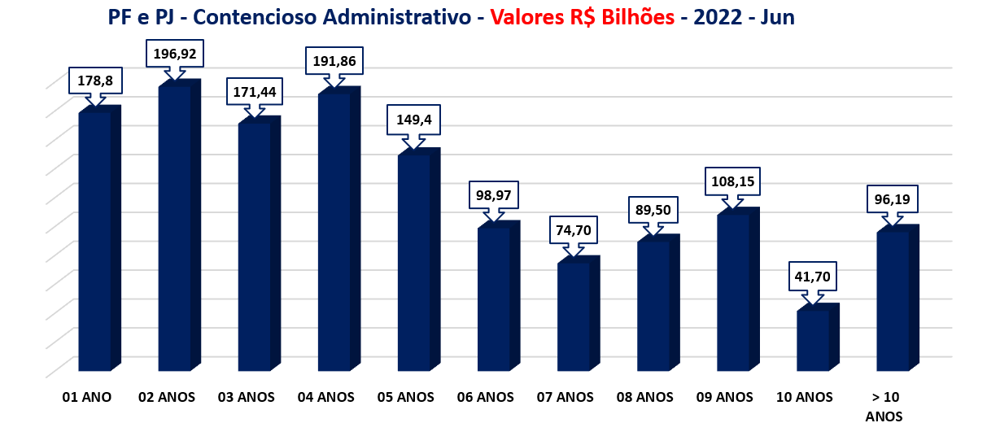 PF e PJ - Contencioso Administrativo - Valores R$ Bilhões - 2022 - Jun
178,8
196,92
171,44
191,86
149,4
98,97
74,70
89,50
108,15
41,70
96,19
01 ANO
02 ANOS
03 ANOS
04 ANOS
05 ANOS
06 ANOS
07 ANOS
08 ANOS
09 ANOS
10 ANOS
> 10
ANOS